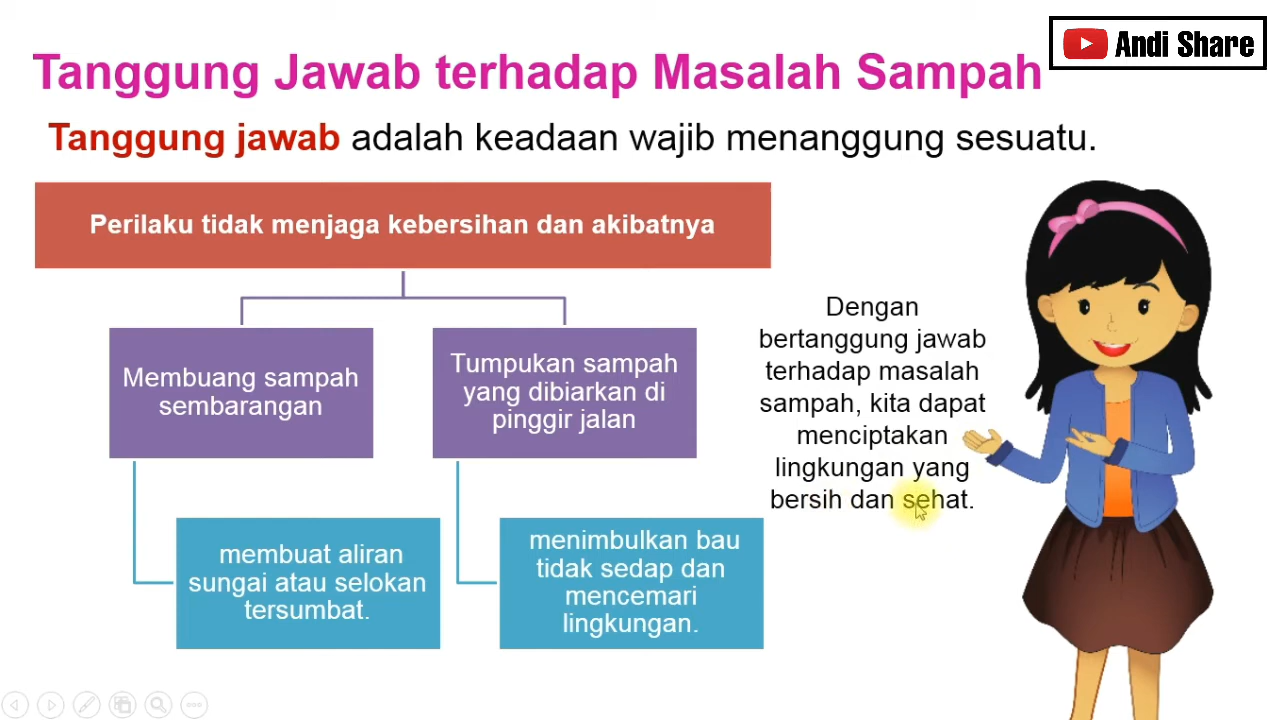 Andi Share
Tanggung Jawab terhadap Masalah Sampah
Tanggung jawab adalah keadaan wajib menanggung sesuatu.
Perilaku tidak menjaga kebersihan dan akibatnya
Membuang sampah
sembarangan
membuat aliran
sungai atau selokan
tersumbat.
Tumpukan sampah
yang dibiarkan di
pinggir jalan
menimbulkan bau
tidak sedap dan
mencemari
lingkungan.
Dengan
bertanggung jawab
terhadap masalah
sampah, kita dapat
menciptakan
lingkungan yang
bersih dan sehat.